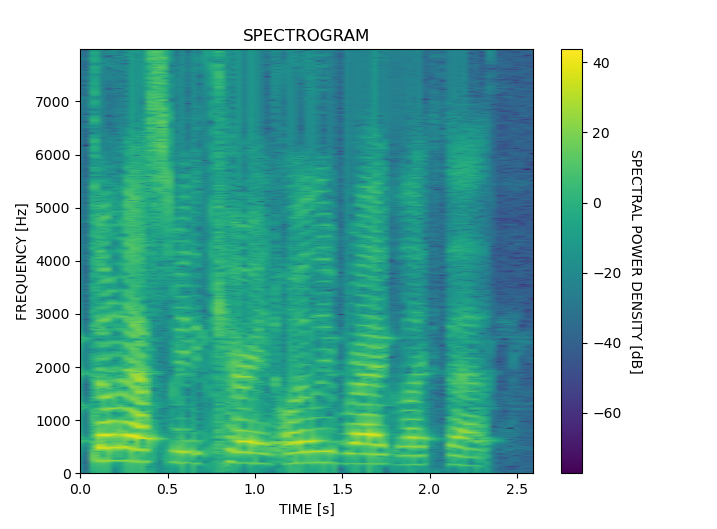 SPECTROGRAM
FREQUENCY [Hz]
7000
6000
5000
4000
3000
2000
1000
0
0.0 0.5 1.0 1.5 2.0 2.5
TIME [s]
40
20
0
−20
−40
−60
SPECTRAL POWER DENSITY [dB]